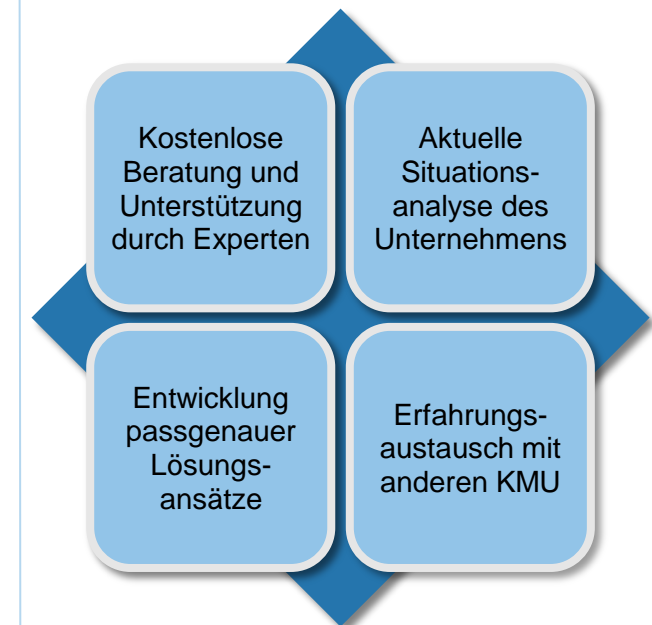 Kostenlose
Beratung und
Unterstützung
durch Experten
Aktuelle
Situations-
analyse des
Unternehmens
Entwicklung
passgenauer
Lösungs-
ansätze
Erfahrungs-
austausch mit
anderen KMU